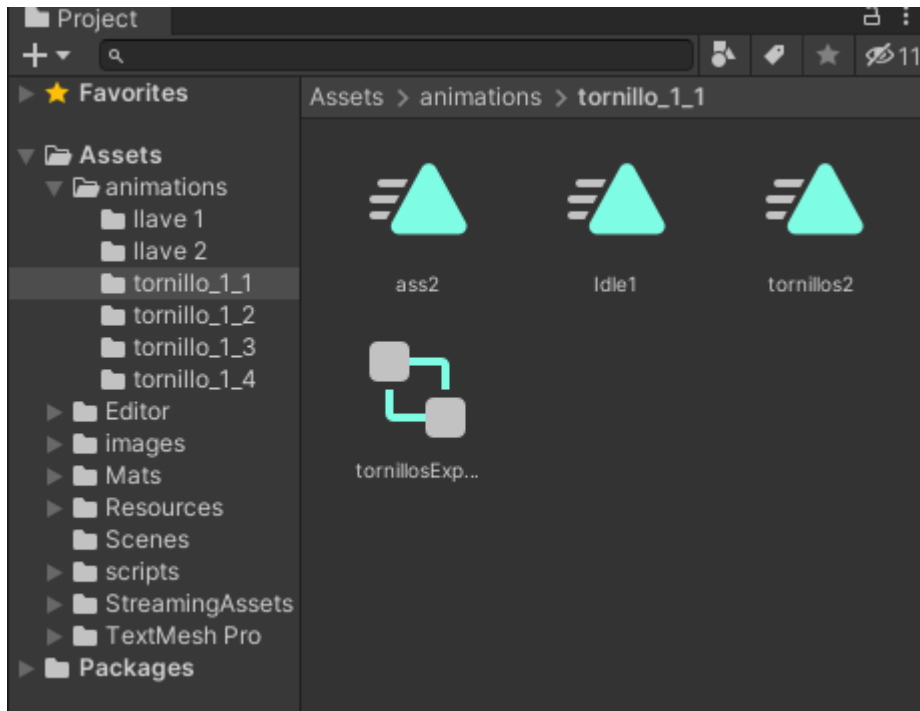 Project
11
Favorites
Assets > animations > tornillo_1_1
Assets
animations
llave 1
llave 2
tornillo_1_1
tornillo_1_2
tornillo_1_3
tornillo_1_4
Editor
images
Mats
Resources
Scenes
scripts
StreamingAssets
TextMesh Pro
Packages
ass2
Idle1
tornillos2
tornillosExp...